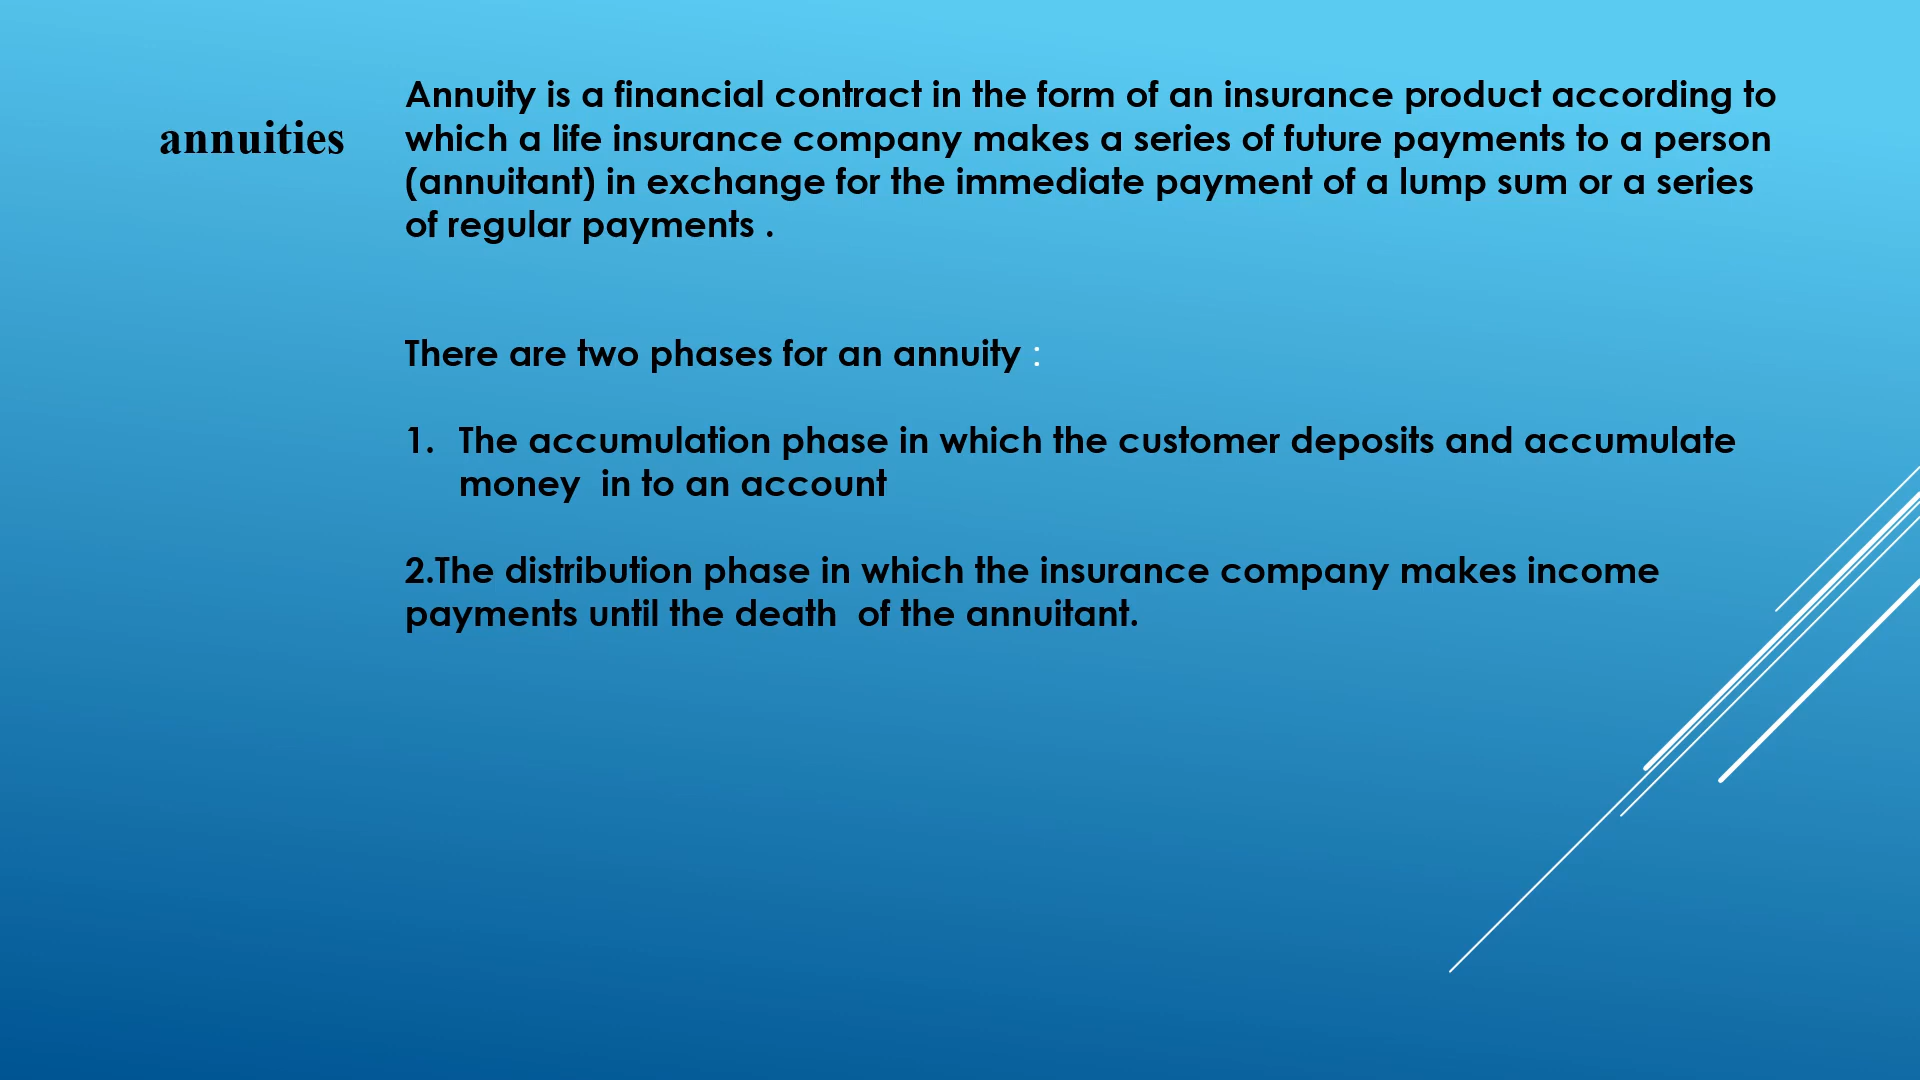 annuities
Annuity is a financial contract in the form of an insurance product according to
which a life insurance company makes a series of future payments to a person
(annuitant) in exchange for the immediate payment of a lump sum or a series
of regular payments .
There are two phases for an annuity :
1. The accumulation phase in which the customer deposits and accumulate
money  in to an account
2.The distribution phase in which the insurance company makes income
payments until the death  of the annuitant.